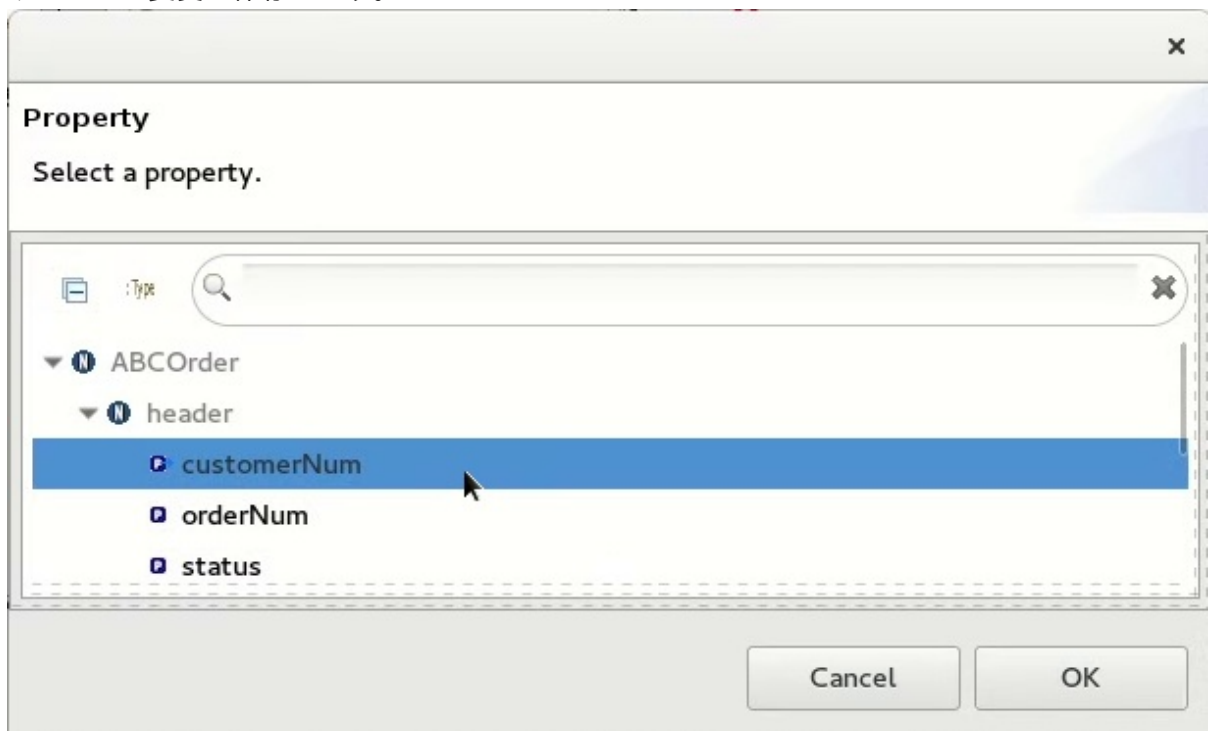 Property
Select a property.
: Type
ABCOrder
header
customerNum
orderNum
status
Cancel
OK